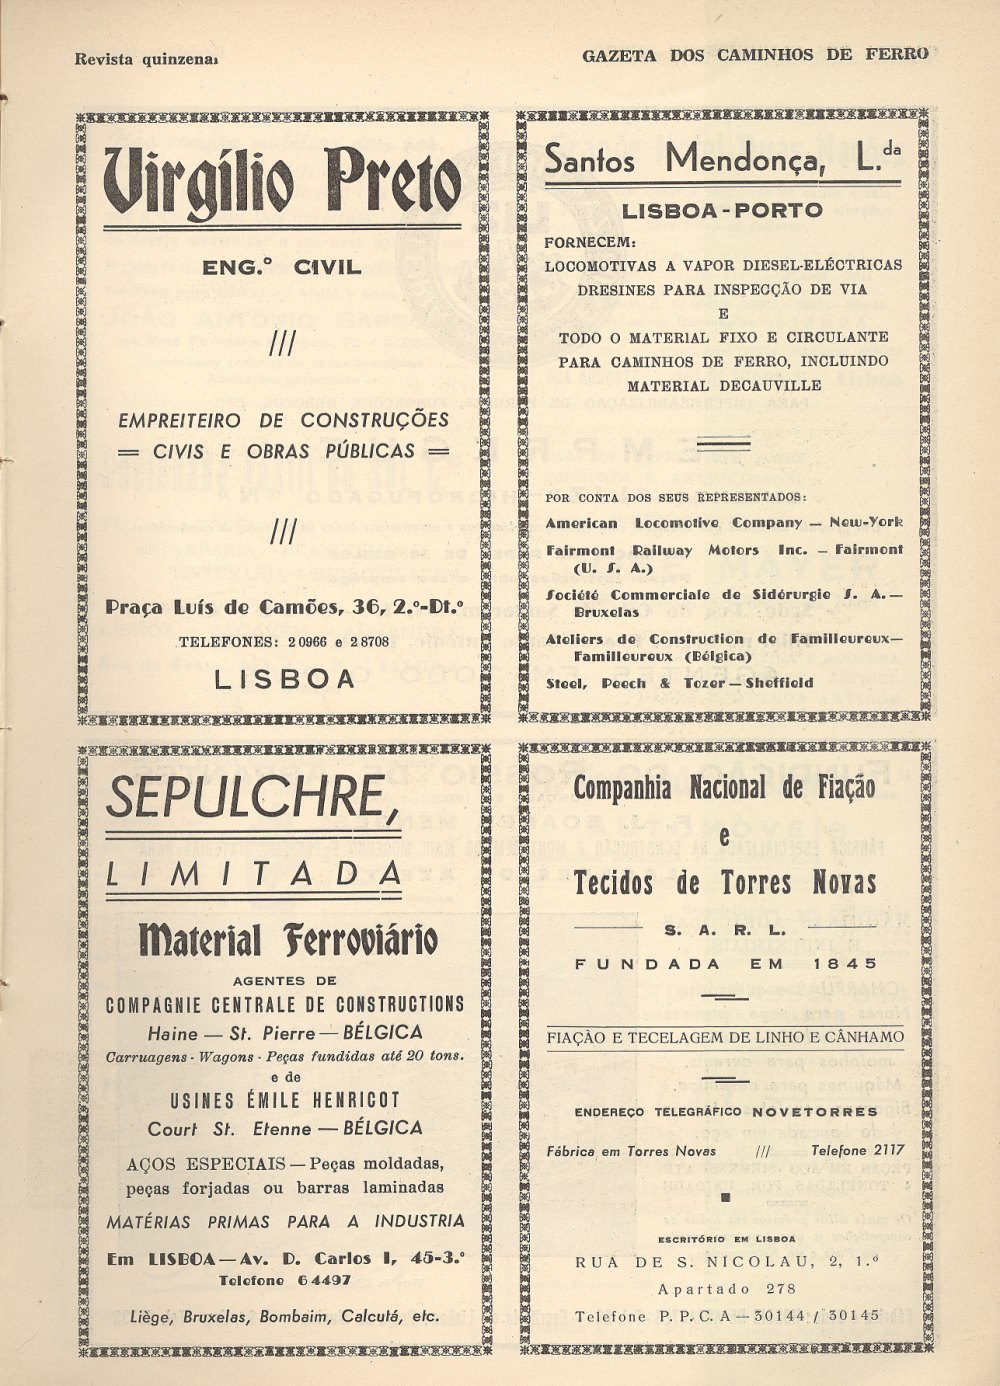 Revista quinzenal
GAZETA DOS CAMINHOS DE FERRO
Virgílio Preto
ENG.º CIVIL
///
EMPREITEIRO DE CONSTRUÇÕES
= CIVIS E OBRAS PÚBLICAS =
///
Praça Luís de Camões, 36, 2.º-Dt.º
TELEFONES: 20966 e 28708
LISBOA
Santos Mendonça, L.da
LISBOA-PORTO
FORNECEM:
LOCOMOTIVAS A VAPOR DIESEL-ELÉCTRICAS
DRESINES PARA INSPECÇÃO DE VIA
E
TODO O MATERIAL FIXO E CIRCULANTE
PARA CAMINHOS DE FERRO, INCLUINDO
MATERIAL DECAUVILLE
POR CONTA DOS SEUS REPRESENTADOS:
American Locomotive Company — New-York
Fairmont Railway Motors Inc. — Fairmont
(U. S. A.)
Société Commerciale de Sidérurgie S. A.—
Bruxelas
Ateliers de Construction de Familleureux—
Familleureux (Bélgica)
Steel, Peech & Tozer—Sheffield
SEPULCHRE,
LIMITADA
Material Ferroviário
AGENTES DE
COMPAGNIE CENTRALE DE CONSTRUCTIONS
Haine — St. Pierre — BÉLGICA
Carruagens - Wagons - Peças fundidas até 20 tons.
e de
USINES ÉMILE HENRICOT
Court St. Etenne — BÉLGICA
AÇOS ESPECIAIS — Peças moldadas,
peças forjadas ou barras laminadas
MATÉRIAS PRIMAS PARA A INDUSTRIA
Em LISBOA—Av. D. Carlos I, 45-3.º
Telefone 64497
Liège, Bruxelas, Bombaim, Calcutá, etc.
Companhia Nacional de Fiação
e
Tecidos de Torres Novas
S. A. R. L.
FUNDADA EM 1845
FIAÇÃO E TECELAGEM DE LINHO E CÂNHAMO
ENDEREÇO TELEGRÁFICO NOVETORRES
Fábrica em Torres Novas /// Telefone 2117
ESCRITÓRIO EM LISBOA
RUA DE S. NICOLAU, 2, 1.º
Apartado 278
Telefone P. P. C. A — 30144 / 30145